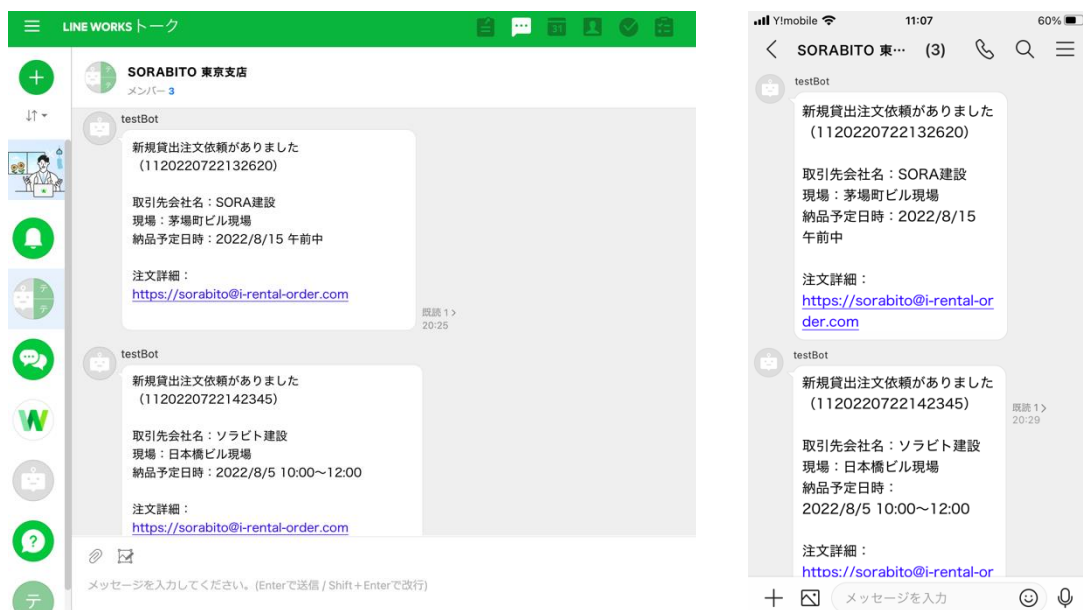 LINE WORKS トーク
31
SORABITO 東京支店
メンバー 3
testBot
新規貸出注文依頼がありました
（1120220722132620）
取引先会社名：SORA建設
現場：茅場町ビル現場
納品予定日時：2022/8/15 午前中
注文詳細：
https://sorabito@i-rental-order.com
既読 1 >
20:25
testBot
新規貸出注文依頼がありました
（1120220722142345）
取引先会社名：ソラビト建設
現場：日本橋ビル現場
納品予定日時：2022/8/5 10:00〜12:00
注文詳細：
https://sorabito@i-rental-order.com
メッセージを入力してください。(Enterで送信 / Shift+Enterで改行)
テ
テ
テ
テ
W
テ
Y!mobile
11:07
60%
SORABITO 東… (3)
testBot
新規貸出注文依頼がありました
（1120220722132620）
取引先会社名：SORA建設
現場：茅場町ビル現場
納品予定日時：2022/8/15
午前中
注文詳細：
https://sorabito@i-rental-or
der.com
testBot
新規貸出注文依頼がありました
（1120220722142345）
既読 1 >
20:29
取引先会社名：ソラビト建設
現場：日本橋ビル現場
納品予定日時：
2022/8/5 10:00〜12:00
注文詳細：
https://sorabito@i-rental-or
メッセージを入力